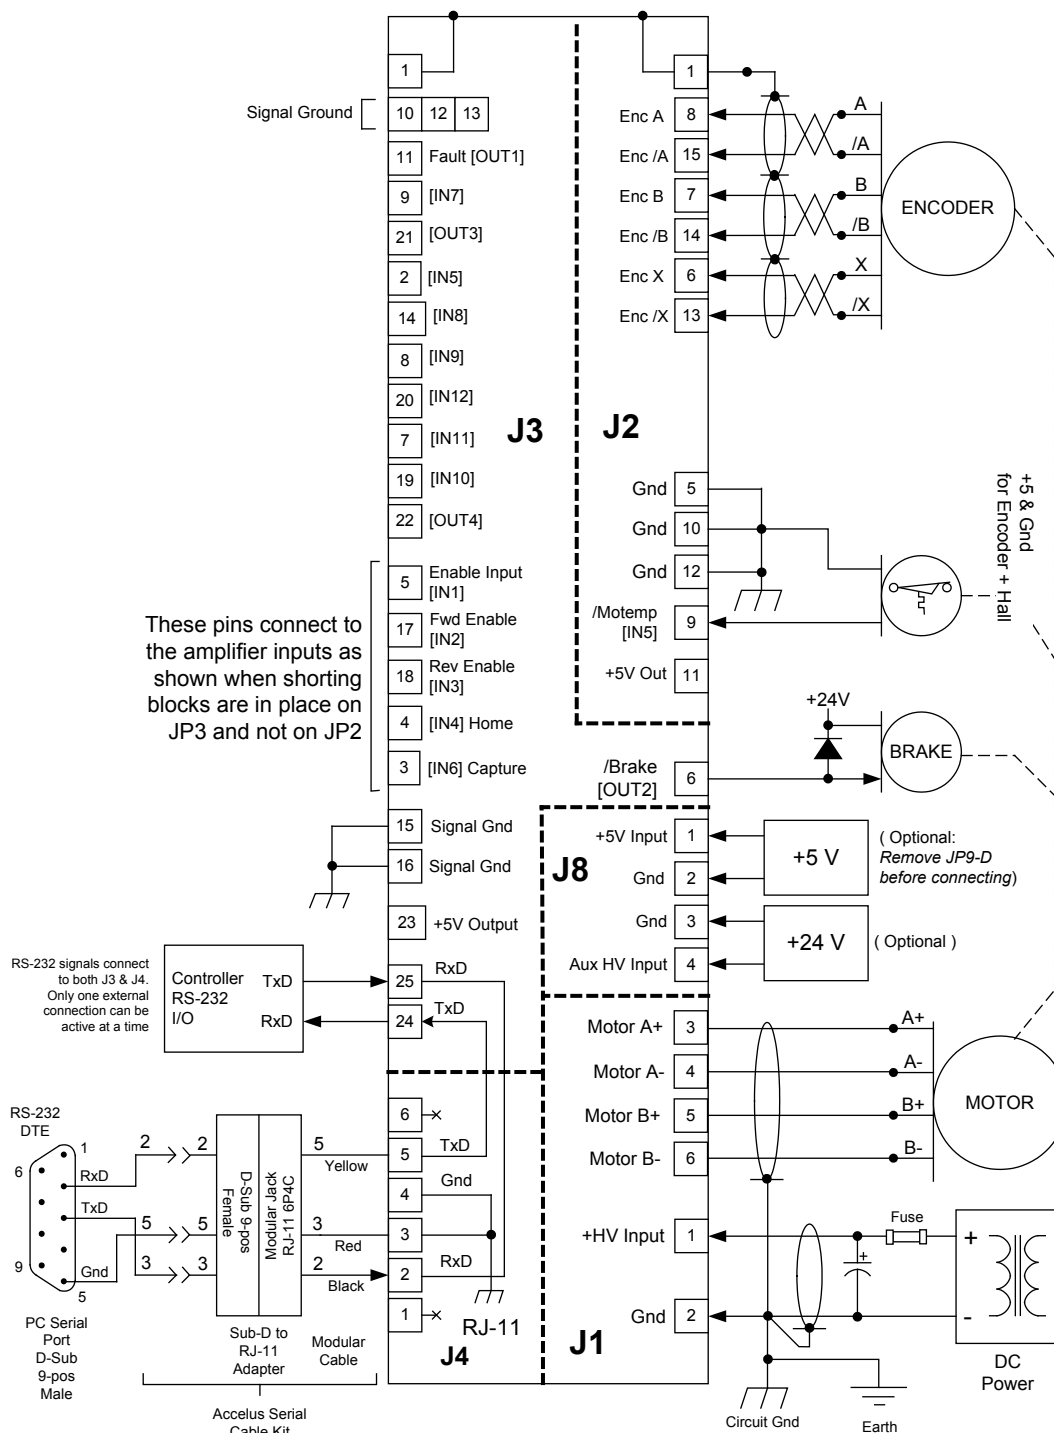 1
Signal Ground
10 12 13
11 Fault [OUT1]
9 [IN7]
21 [OUT3]
2 [IN5]
14 [IN8]
8 [IN9]
20 [IN12]
7 [IN11]
19 [IN10]
22 [OUT4]
J3
These pins connect to
the amplifier inputs as
shown when shorting
blocks are in place on
JP3 and not on JP2
5 Enable Input
[IN1]
17 Fwd Enable
[IN2]
18 Rev Enable
[IN3]
4 [IN4] Home
3 [IN6] Capture
15 Signal Gnd
16 Signal Gnd
23 +5V Output
RS-232 signals connect
to both J3 & J4.
Only one external
connection can be
active at a time
Controller
RS-232
I/O
TxD
RxD
25 RxD
24 TxD
J2
1
Enc A 8 A
Enc /A 15 /A
Enc B 7 B
Enc /B 14 /B
Enc X 6 X
Enc /X 13 /X
ENCODER
Gnd 5
Gnd 10
Gnd 12
/Motemp
[IN5] 9
+5V Out 11
+5 & Gnd
for Encoder + Hall
+24V
BRAKE
/Brake
[OUT2] 6
J8
+5V Input 1
Gnd 2
+5 V
( Optional:
Remove JP9-D
before connecting)
Gnd 3
Aux HV Input 4
+24 V
( Optional )
Motor A+ 3 A+
Motor A- 4 A-
Motor B+ 5 B+
Motor B- 6 B-
MOTOR
+HV Input 1
Fuse
+
+
-
Gnd 2
J1
DC
Power
Circuit Gnd
Earth
RS-232
DTE
1
6
RxD
TxD
Gnd
9
5
PC Serial
Port
D-Sub
9-pos
Male
2 2
5 5
3 3
D-Sub 9-pos
Female
Modular Jack
RJ-11 6P4C
5
Yellow
3
Red
2
Black
Sub-D to
RJ-11
Adapter
Modular
Cable
Accelus Serial
Cable Kit
6
5 TxD
4 Gnd
3
2 RxD
1
RJ-11
J4